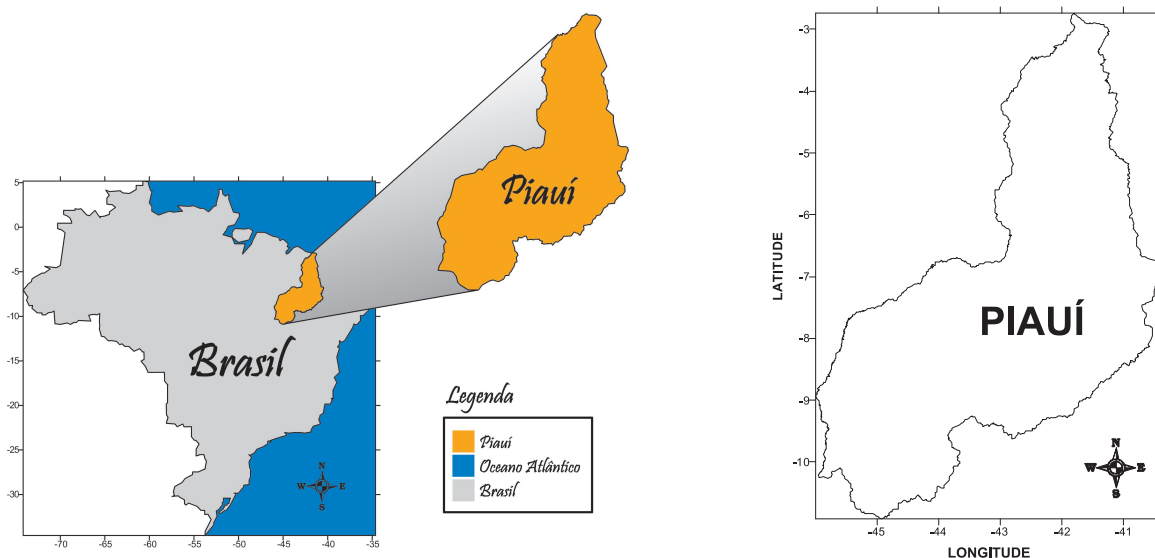 Piauí
5
0
-5
-10
-15
-20
-25
-30
-70
-65
-60
-55
-50
-45
-40
-35
Brasil
N
W
E
S
Legenda
Piauí
Oceano Atlântico
Brasil
-3
-4
-5
-6
-7
-8
-9
-10
LATITUDE
PIAUÍ
N
W
E
S
-45
-44
-43
-42
-41
LONGITUDE